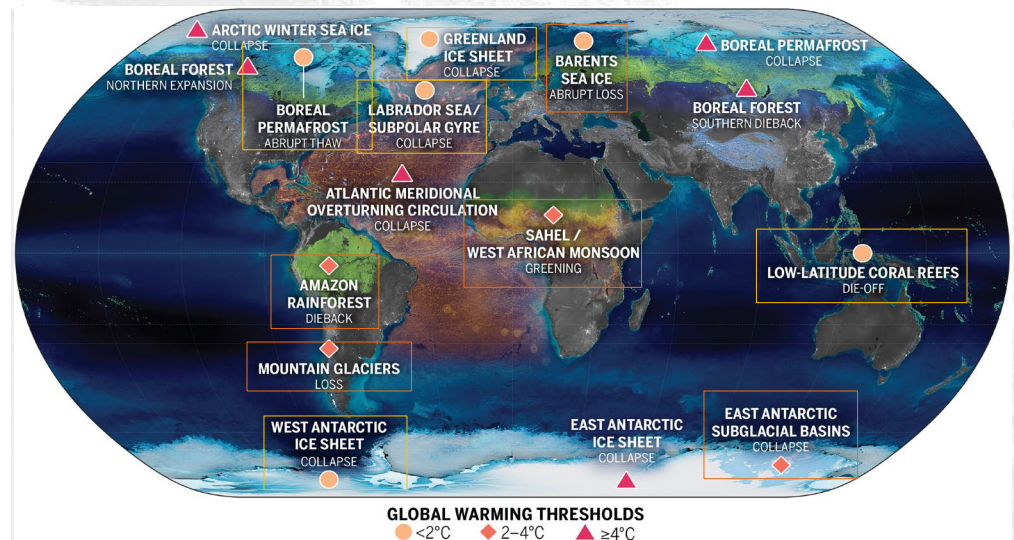 ARCTIC WINTER SEA ICE
COLLAPSE
BOREAL FOREST
NORTHERN EXPANSION
BOREAL
PERMAFROST
ABRUPT THAW
GREENLAND
ICE SHEET
COLLAPSE
LABRADOR SEA/
SUBPOLAR GYRE
COLLAPSE
BARENTS
SEA ICE
ABRUPT LOSS
BOREAL PERMAFROST
COLLAPSE
BOREAL FOREST
SOUTHERN DIEBACK
ATLANTIC MERIDIONAL
OVERTURNING CIRCULATION
COLLAPSE
SAHEL /
WEST AFRICAN MONSOON
GREENING
LOW-LATITUDE CORAL REEFS
DIE-OFF
AMAZON
RAINFOREST
DIEBACK
MOUNTAIN GLACIERS
LOSS
WEST ANTARCTIC
ICE SHEET
COLLAPSE
EAST ANTARCTIC
ICE SHEET
COLLAPSE
EAST ANTARCTIC
SUBGLACIAL BASINS
COLLAPSE
GLOBAL WARMING THRESHOLDS
<2°C 2–4°C ≥4°C